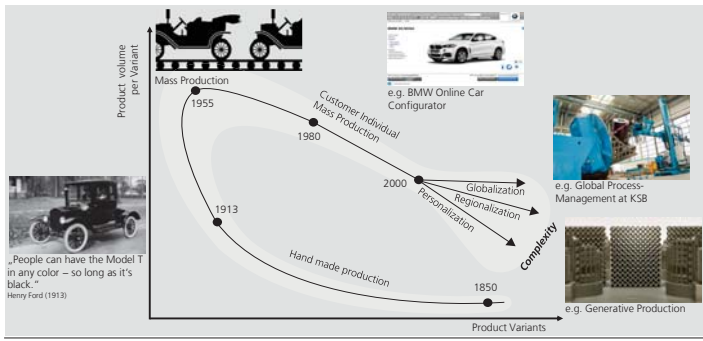 Product volume
per Variant
Mass Production
1955
Customer Individual
Mass Production
1980
e.g. BMW Online Car
Configurator
2000
Globalization
Regionalization
Personalization
Complexity
e.g. Global Process-
Management at KSB
1913
„People can have the Model T
in any color – so long as it's
black.“
Henry Ford (1913)
Hand made production
1850
e.g. Generative Production
Product Variants